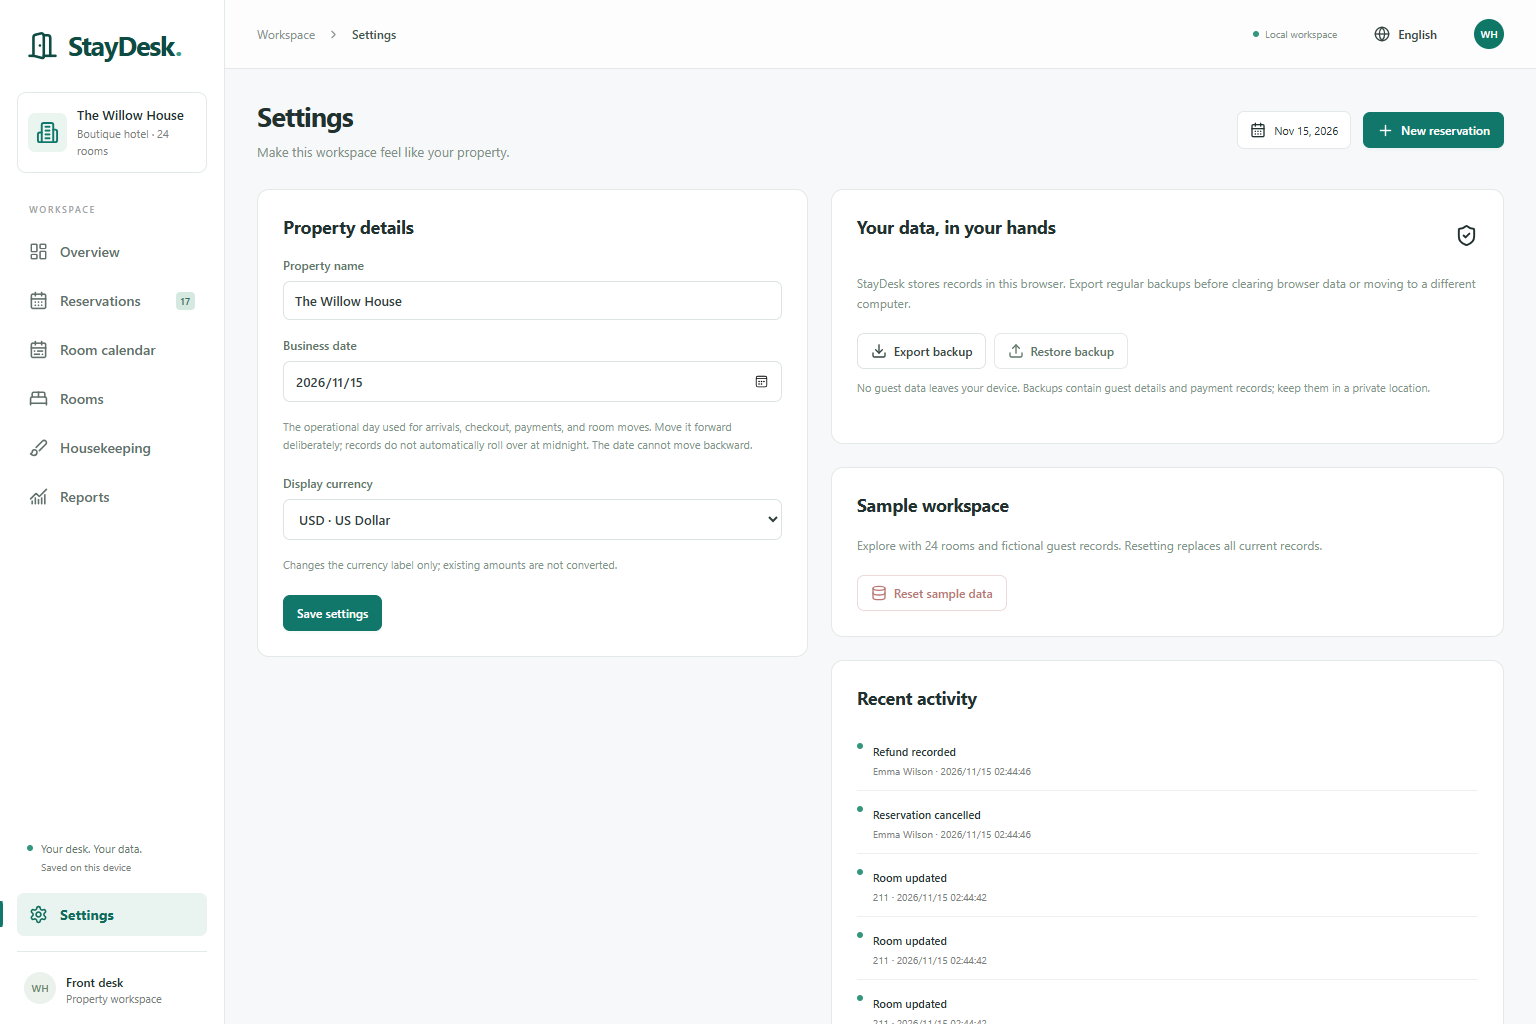 StayDesk.
The Willow House
Boutique hotel · 24
rooms
WORKSPACE
Overview
Reservations 17
Room calendar
Rooms
Housekeeping
Reports
Your desk. Your data.
Saved on this device
Settings
WH
Front desk
Property workspace
Workspace > Settings
Local workspace
English
WH
Settings
Make this workspace feel like your property.
Nov 15, 2026
New reservation
Property details
Property name
The Willow House
Business date
2026/11/15
The operational day used for arrivals, checkout, payments, and room moves. Move it forward
deliberately; records do not automatically roll over at midnight. The date cannot move backward.
Display currency
USD · US Dollar
Changes the currency label only; existing amounts are not converted.
Save settings
Your data, in your hands
StayDesk stores records in this browser. Export regular backups before clearing browser data or moving to a different
computer.
Export backup
Restore backup
No guest data leaves your device. Backups contain guest details and payment records; keep them in a private location.
Sample workspace
Explore with 24 rooms and fictional guest records. Resetting replaces all current records.
Reset sample data
Recent activity
Refund recorded
Emma Wilson · 2026/11/15 02:44:46
Reservation cancelled
Emma Wilson · 2026/11/15 02:44:46
Room updated
211 · 2026/11/15 02:44:42
Room updated
211 · 2026/11/15 02:44:42
Room updated
211 · 2026/11/15 02:44:42